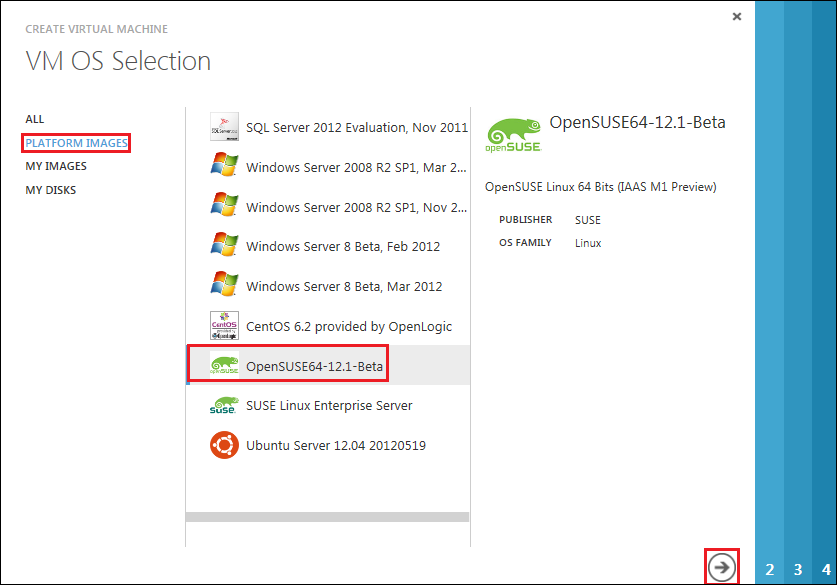 CREATE VIRTUAL MACHINE
VM OS Selection
ALL
PLATFORM IMAGES
MY IMAGES
MY DISKS
SQL Server 2012 Evaluation, Nov 2011
Windows Server 2008 R2 SP1, Mar 2...
Windows Server 2008 R2 SP1, Nov 2...
Windows Server 8 Beta, Feb 2012
Windows Server 8 Beta, Mar 2012
CentOS
CentOS 6.2 provided by OpenLogic
openSUSE
OpenSUSE64-12.1-Beta
SUSE
SUSE Linux Enterprise Server
Ubuntu Server 12.04 20120519
openSUSE
OpenSUSE64-12.1-Beta
OpenSUSE Linux 64 Bits (IAAS M1 Preview)
PUBLISHER SUSE
OS FAMILY Linux
2 3 4